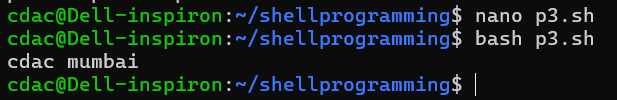 cdac@Dell-inspiron:~/shellprogramming$ nano p3.sh
cdac@Dell-inspiron:~/shellprogramming$ bash p3.sh
cdac mumbai
cdac@Dell-inspiron:~/shellprogramming$